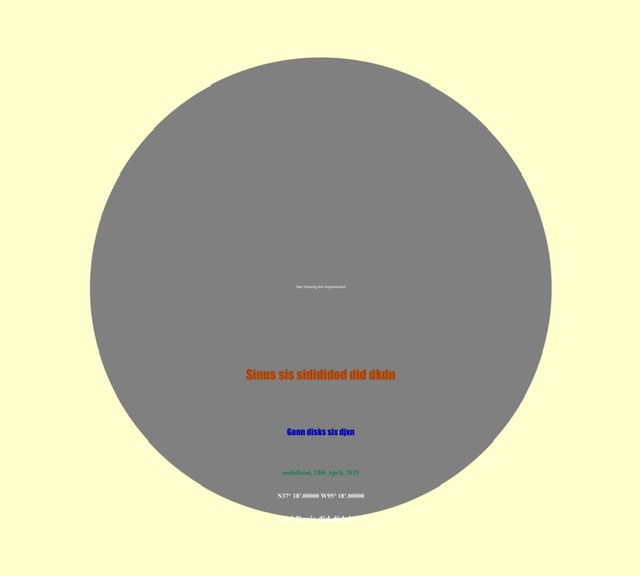 Star Drawing Not Implemented
Sinus sis sidididod did dkdn
Gann disks six djxn
undefined, 24th April, 2025
N37° 18'.00000 W95° 18'.00000